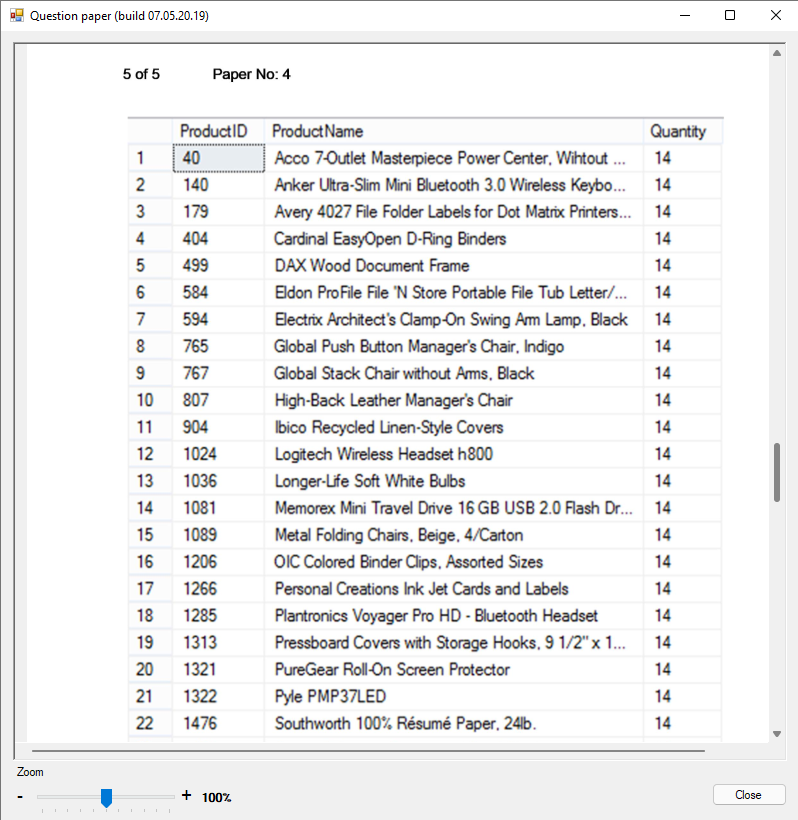 Question paper (build 07.05.20.19)
5 of 5 Paper No: 4
ProductID ProductName Quantity
1 40 Acco 7-Outlet Masterpiece Power Center, Wihtout ... 14
2 140 Anker Ultra-Slim Mini Bluetooth 3.0 Wireless Keybo... 14
3 179 Avery 4027 File Folder Labels for Dot Matrix Printers... 14
4 404 Cardinal EasyOpen D-Ring Binders 14
5 499 DAX Wood Document Frame 14
6 584 Eldon ProFile File 'N Store Portable File Tub Letter/... 14
7 594 Electrix Architect's Clamp-On Swing Arm Lamp, Black 14
8 765 Global Push Button Manager's Chair, Indigo 14
9 767 Global Stack Chair without Arms, Black 14
10 807 High-Back Leather Manager's Chair 14
11 904 Ibico Recycled Linen-Style Covers 14
12 1024 Logitech Wireless Headset h800 14
13 1036 Longer-Life Soft White Bulbs 14
14 1081 Memorex Mini Travel Drive 16 GB USB 2.0 Flash Dr... 14
15 1089 Metal Folding Chairs, Beige, 4/Carton 14
16 1206 OIC Colored Binder Clips, Assorted Sizes 14
17 1266 Personal Creations Ink Jet Cards and Labels 14
18 1285 Plantronics Voyager Pro HD - Bluetooth Headset 14
19 1313 Pressboard Covers with Storage Hooks, 9 1/2" x 1... 14
20 1321 PureGear Roll-On Screen Protector 14
21 1322 Pyle PMP37LED 14
22 1476 Southworth 100% Résumé Paper, 24lb. 14
Zoom
- + 100% Close